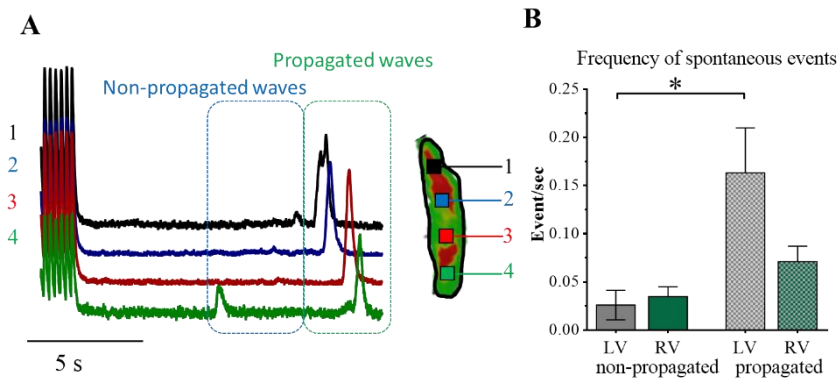 A
Propagated waves
Non-propagated waves
1
2
3
4
5 s
1
2
3
4
B
Frequency of spontaneous events
*
0.25
0.20
0.15
0.10
0.05
0.00
Event/sec
LV RV LV RV
non-propagated propagated